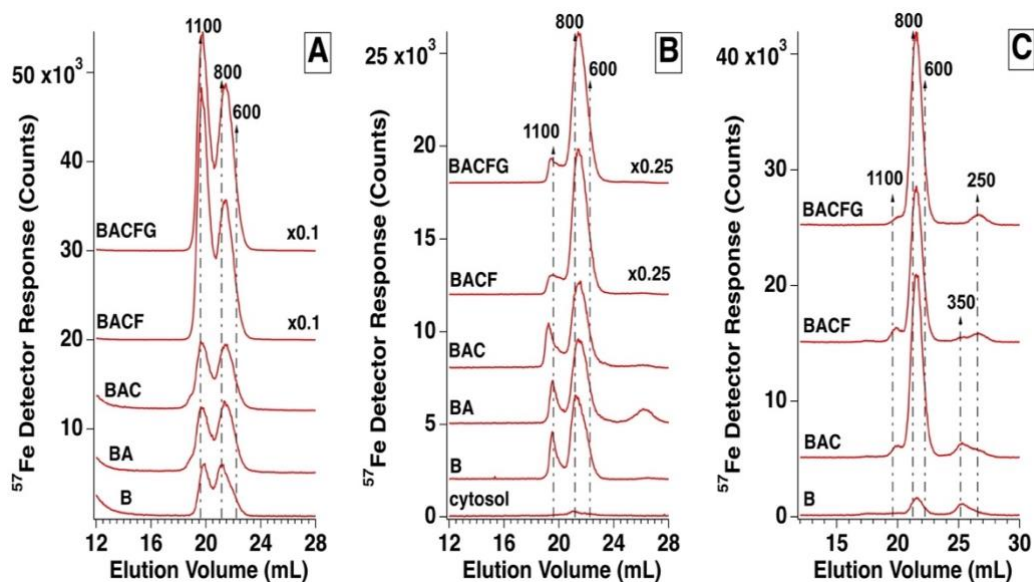 A
1100
800
600
50 x10³
40
30
20
10
BACFG
x0.1
BACF
x0.1
BAC
BA
B
12 16 20 24 28
Elution Volume (mL)
⁵⁷Fe Detector Response (Counts)
B
800
600
1100
25 x10³
20
15
10
5
0
BACFG
x0.25
BACF
x0.25
BAC
BA
B
cytosol
12 16 20 24 28
Elution Volume (mL)
⁵⁷Fe Detector Response (Counts)
C
800
600
1100
250
350
40 x10³
30
20
10
0
BACFG
BACF
BAC
B
15 20 25 30
Elution Volume (mL)
⁵⁷Fe Detector Response (Counts)